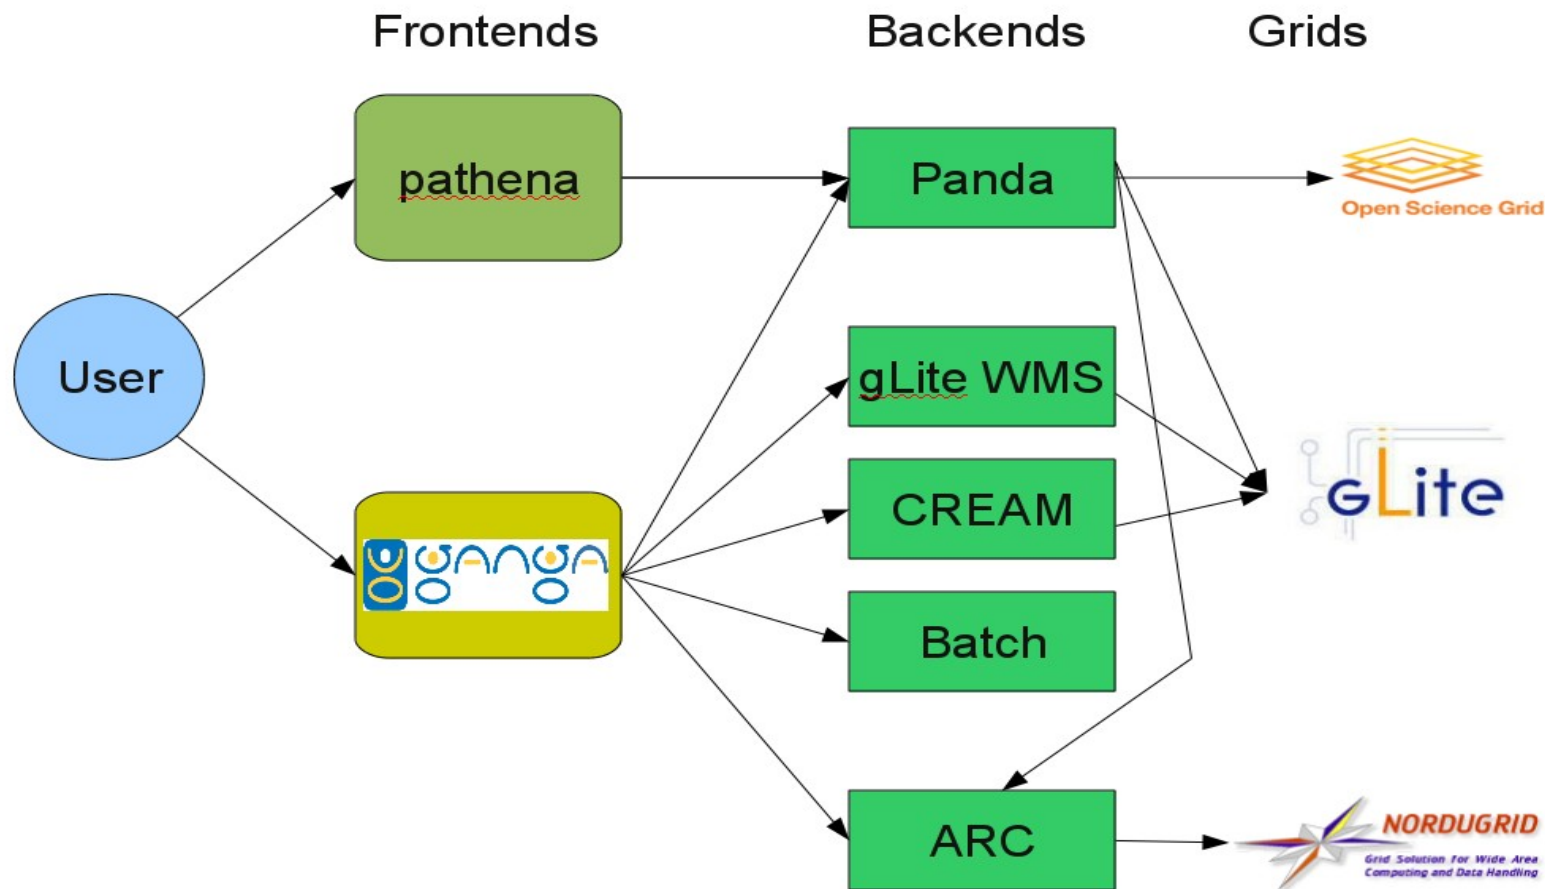 Frontends
Backends
Grids
pathena
Panda
Open Science Grid
User
gLite WMS
gLite
CREAM
GANGA
Batch
ARC
NORDUGRID
Grid Solution for Wide Area
Computing and Data Handling